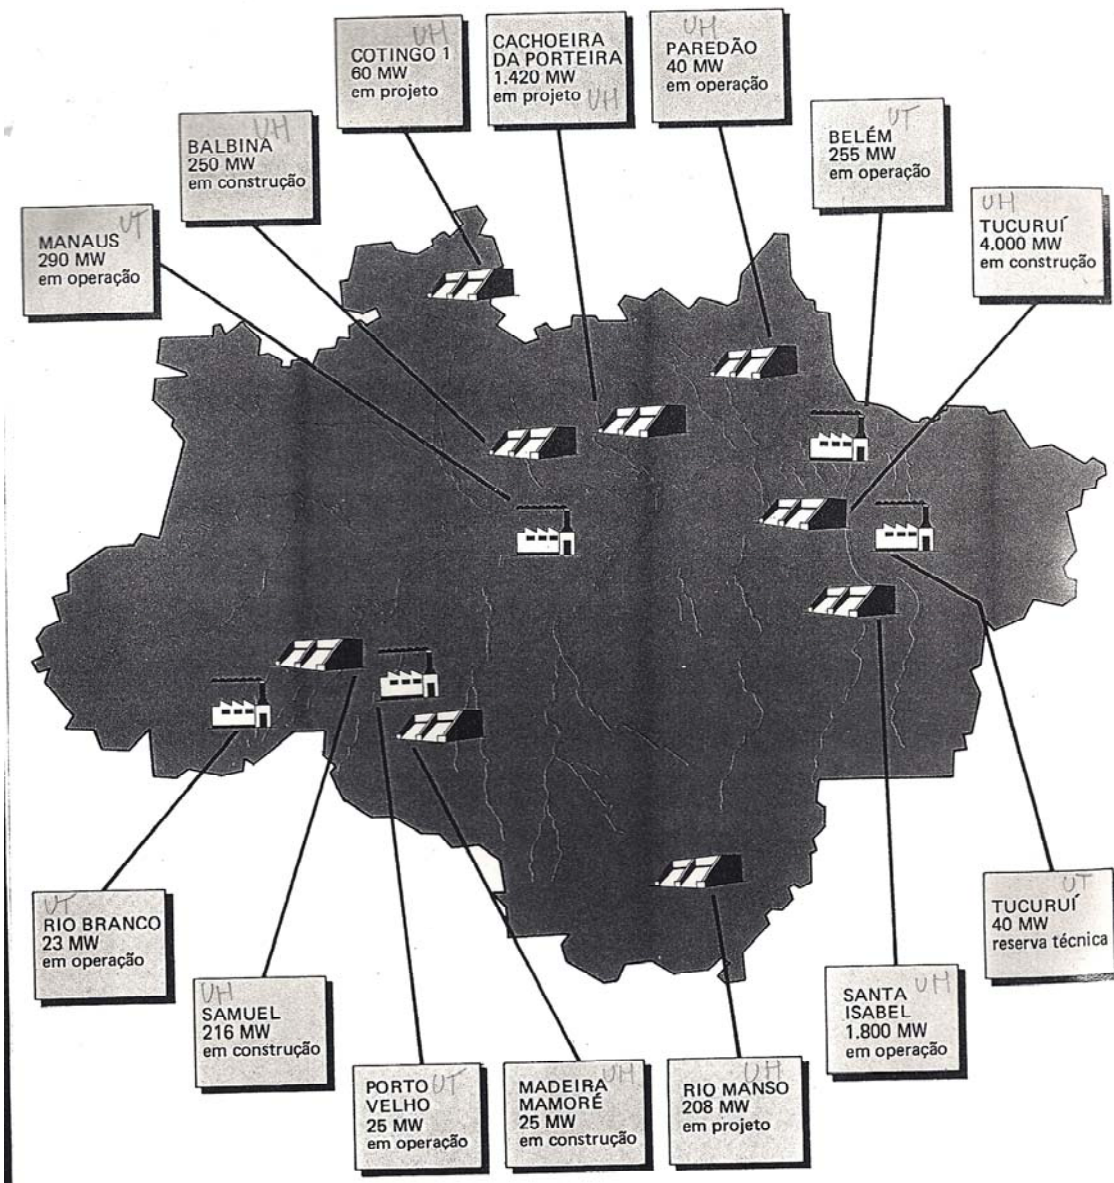 UH
COTINGO 1
60 MW
em projeto
CACHOEIRA
DA PORTEIRA
1.420 MW
em projeto UH
UH
PAREDÃO
40 MW
em operação
UH
BALBINA
250 MW
em construção
UT
BELÉM
255 MW
em operação
UT
MANAUS
290 MW
em operação
UH
TUCURUÍ
4.000 MW
em construção
UT
RIO BRANCO
23 MW
em operação
UH
SAMUEL
216 MW
em construção
PORTO UT
VELHO
25 MW
em operação
MADEIRA UH
MAMORÉ
25 MW
em construção
UH
RIO MANSO
208 MW
em projeto
SANTA UH
ISABEL
1.800 MW
em operação
UT
TUCURUÍ
40 MW
reserva técnica